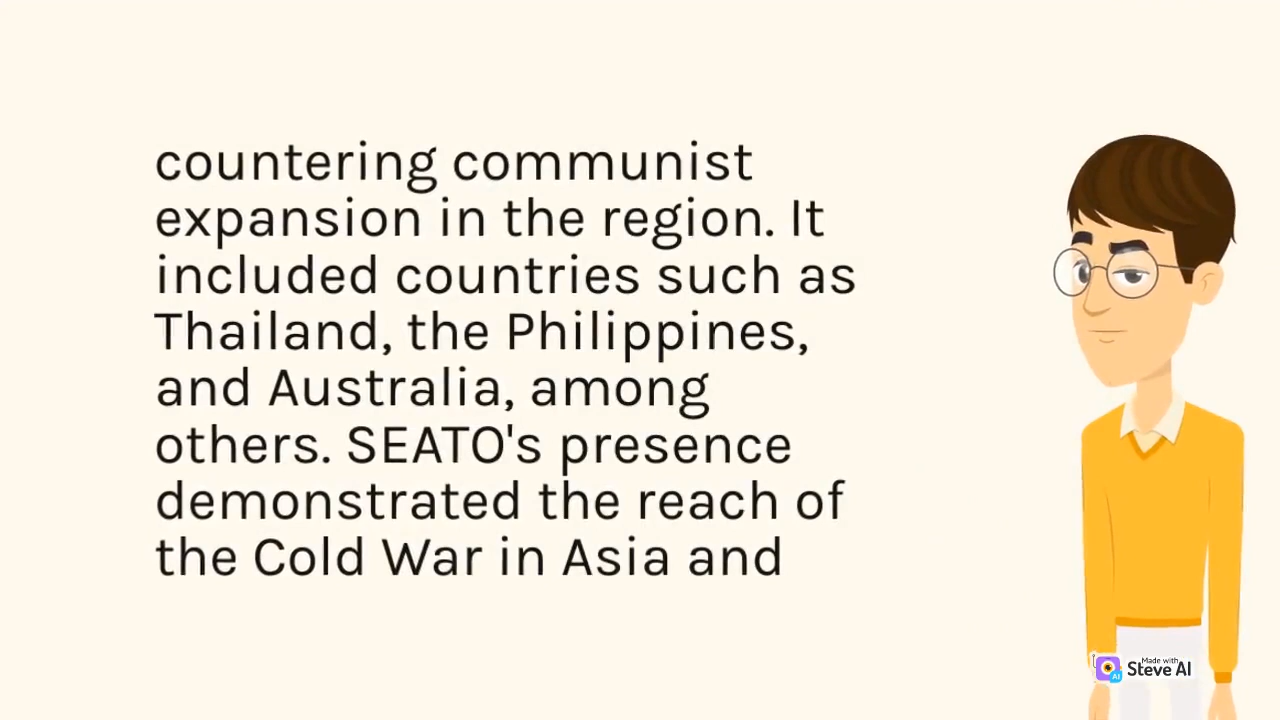 countering communist
expansion in the region. It
included countries such as
Thailand, the Philippines,
and Australia, among
others. SEATO's presence
demonstrated the reach of
the Cold War in Asia and
Made with
Steve AI
AI